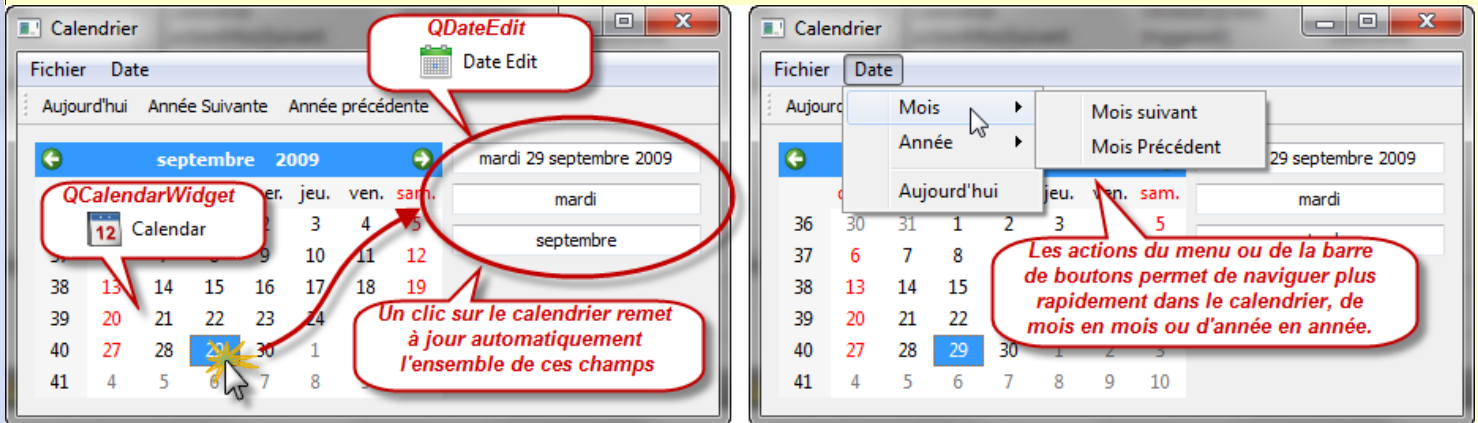 Calendrier
QDateEdit
Date Edit
Fichier Date
Aujourd'hui Année Suivante Année précédente
septembre 2009
mardi 29 septembre 2009
QCalendarWidget
Calendar
jeu. ven. sam.
mardi
3 4 5
septembre
9 10 11 12
38 13 14 15 16 17 18 19
39 20 21 22 23 24
40 27 28 29 30 1
41 4 5 6 7 8
Un clic sur le calendrier remet
à jour automatiquement
l'ensemble de ces champs
Calendrier
Fichier Date
Mois
Mois suivant
Année
Mois Précédent
Aujourd'hui
29 septembre 2009
jeu. ven. sam.
mardi
36 30 31 1 2 3 5
37 6 7 8
38 13 14 15
39 20 21 22
40 27 28 29 30 1 2 3
41 4 5 6 7 8 9 10
Les actions du menu ou de la barre
de boutons permet de naviguer plus
rapidement dans le calendrier, de
mois en mois ou d'année en année.